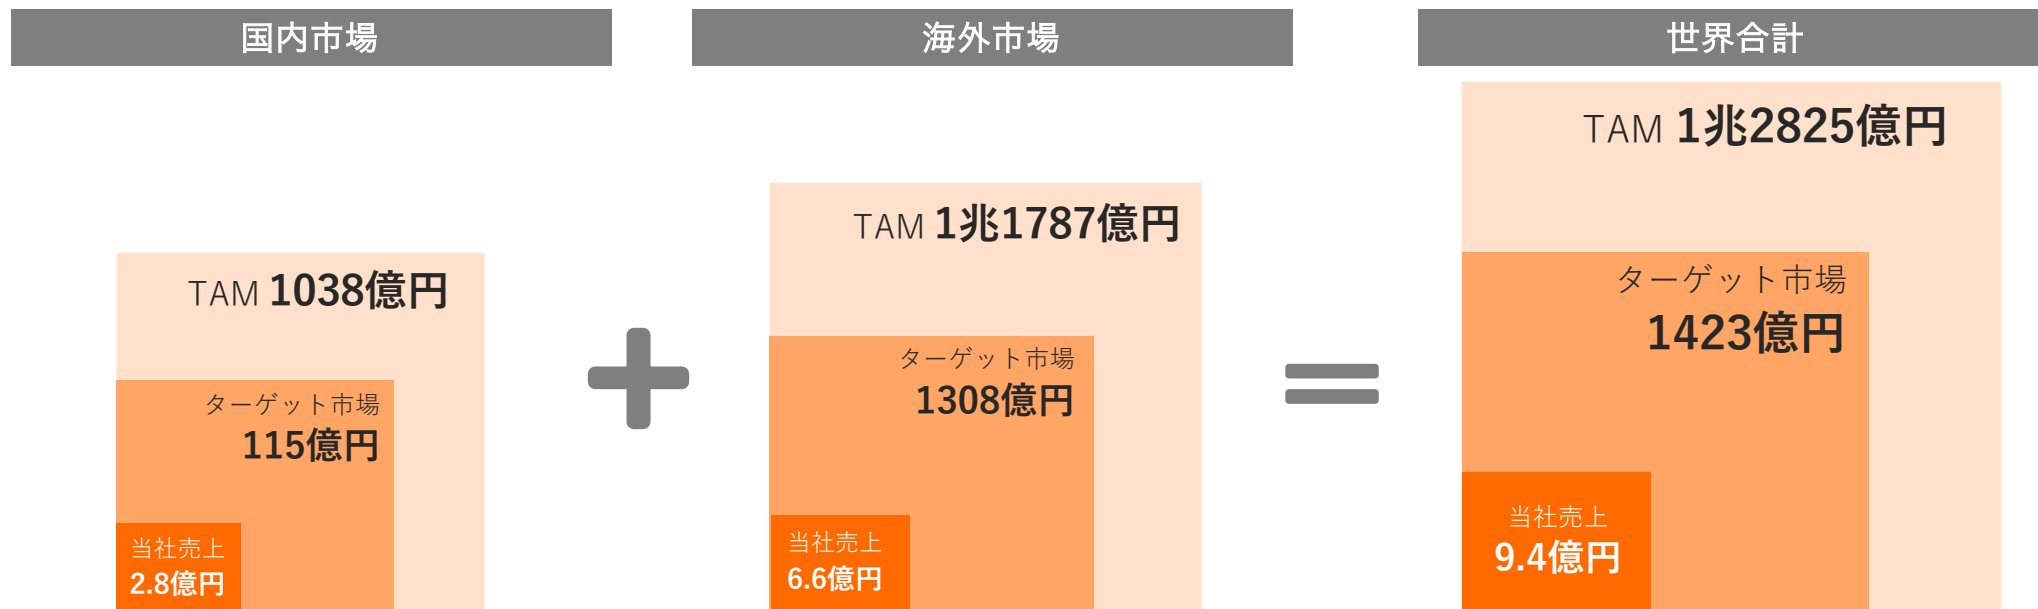 国内市場
TAM 1038億円
ターゲット市場
115億円
当社売上
2.8億円
海外市場
TAM 1兆1787億円
ターゲット市場
1308億円
当社売上
6.6億円
世界合計
TAM 1兆2825億円
ターゲット市場
1423億円
当社売上
9.4億円